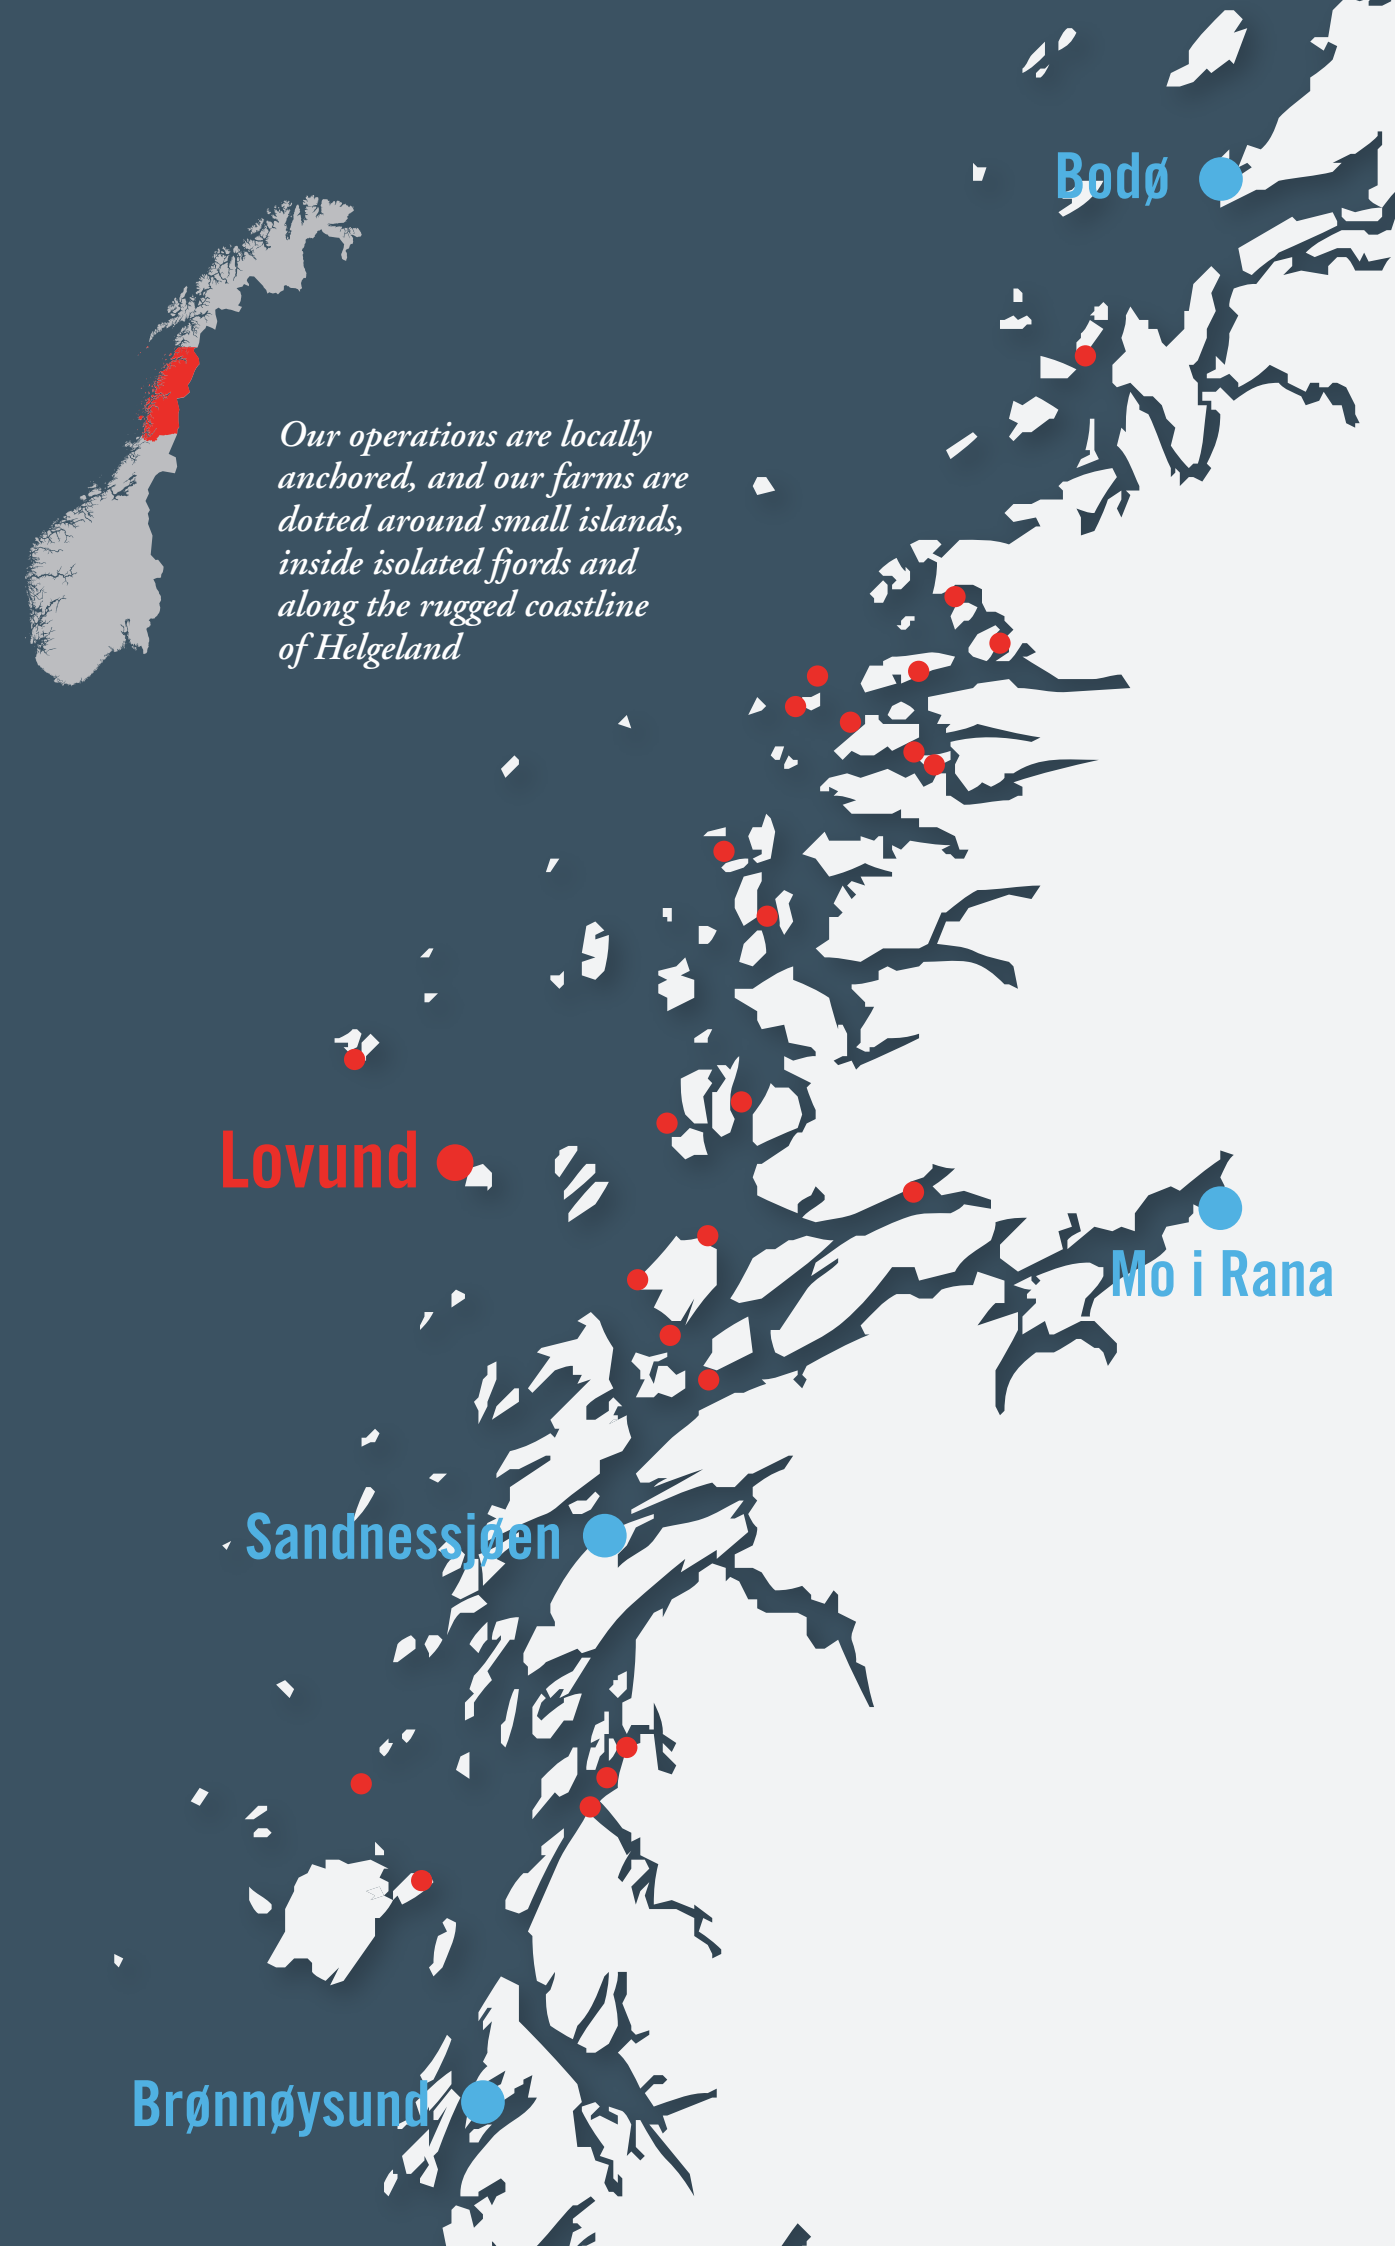 Bodø
Our operations are locally
anchored, and our farms are
dotted around small islands,
inside isolated fjords and
along the rugged coastline
of Helgeland
Lovund
Mo i Rana
Sandnessjøen
Brønnøysund